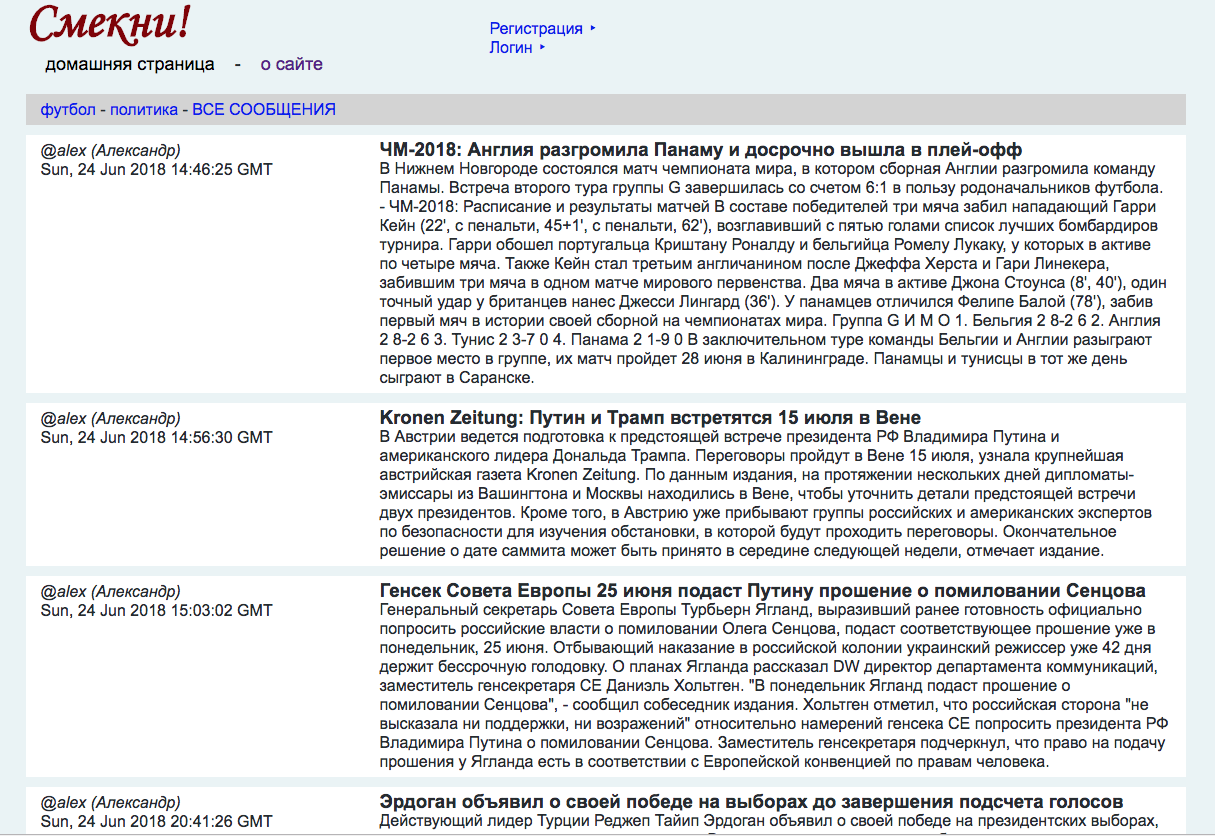 Смекни!
Регистрация ‣
Логин ‣
домашняя страница - о сайте
футбол - политика - ВСЕ СООБЩЕНИЯ
@alex (Александр)
Sun, 24 Jun 2018 14:46:25 GMT
ЧМ-2018: Англия разгромила Панаму и досрочно вышла в плей-офф
В Нижнем Новгороде состоялся матч чемпионата мира, в котором сборная Англии разгромила команду
Панамы. Встреча второго тура группы G завершилась со счетом 6:1 в пользу родоначальников футбола.
- ЧМ-2018: Расписание и результаты матчей В составе победителей три мяча забил нападающий Гарри
Кейн (22', с пенальти, 45+1', с пенальти, 62'), возглавивший с пятью голами список лучших бомбардиров
турнира. Гарри обошел португальца Криштану Роналду и бельгийца Ромелу Лукаку, у которых в активе
по четыре мяча. Также Кейн стал третьим англичанином после Джеффа Херста и Гари Линекера,
забившим три мяча в одном матче мирового первенства. Два мяча в активе Джона Стоунса (8', 40'), один
точный удар у британцев нанес Джесси Лингард (36'). У панамцев отличился Фелипе Балой (78'), забив
первый мяч в истории своей сборной на чемпионатах мира. Группа G И М О 1. Бельгия 2 8-2 6 2. Англия
2 8-2 6 3. Тунис 2 3-7 0 4. Панама 2 1-9 0 В заключительном туре команды Бельгии и Англии разыграют
первое место в группе, их матч пройдет 28 июня в Калининграде. Панамцы и тунисцы в тот же день
сыграют в Саранске.
@alex (Александр)
Sun, 24 Jun 2018 14:56:30 GMT
Kronen Zeitung: Путин и Трамп встретятся 15 июля в Вене
В Австрии ведется подготовка к предстоящей встрече президента РФ Владимира Путина и
американского лидера Дональда Трампа. Переговоры пройдут в Вене 15 июля, узнала крупнейшая
австрийская газета Kronen Zeitung. По данным издания, на протяжении нескольких дней дипломаты-
эмиссары из Вашингтона и Москвы находились в Вене, чтобы уточнить детали предстоящей встречи
двух президентов. Кроме того, в Австрию уже прибывают группы российских и американских экспертов
по безопасности для изучения обстановки, в которой будут проходить переговоры. Окончательное
решение о дате саммита может быть принято в середине следующей недели, отмечает издание.
@alex (Александр)
Sun, 24 Jun 2018 15:03:02 GMT
Генсек Совета Европы 25 июня подаст Путину прошение о помиловании Сенцова
Генеральный секретарь Совета Европы Турбьерн Ягланд, выразивший ранее готовность официально
попросить российские власти о помиловании Олега Сенцова, подаст соответствующее прошение уже в
понедельник, 25 июня. Отбывающий наказание в российской колонии украинский режиссер уже 42 дня
держит бессрочную голодовку. О планах Ягланда рассказал DW директор департамента коммуникаций,
заместитель генсекретаря СЕ Даниэль Хольтген. "В понедельник Ягланд подаст прошение о
помиловании Сенцова", - сообщил собеседник издания. Хольтген отметил, что российская сторона "не
высказала ни поддержки, ни возражений" относительно намерений генсека СЕ попросить президента РФ
Владимира Путина о помиловании Сенцова. Заместитель генсекретаря подчеркнул, что право на подачу
прошения у Ягланда есть в соответствии с Европейской конвенцией по правам человека.
@alex (Александр)
Sun, 24 Jun 2018 20:41:26 GMT
Эрдоган объявил о своей победе на выборах до завершения подсчета голосов
Действующий лидер Турции Реджеп Тайип Эрдоган объявил о своей победе на президентских выборах,